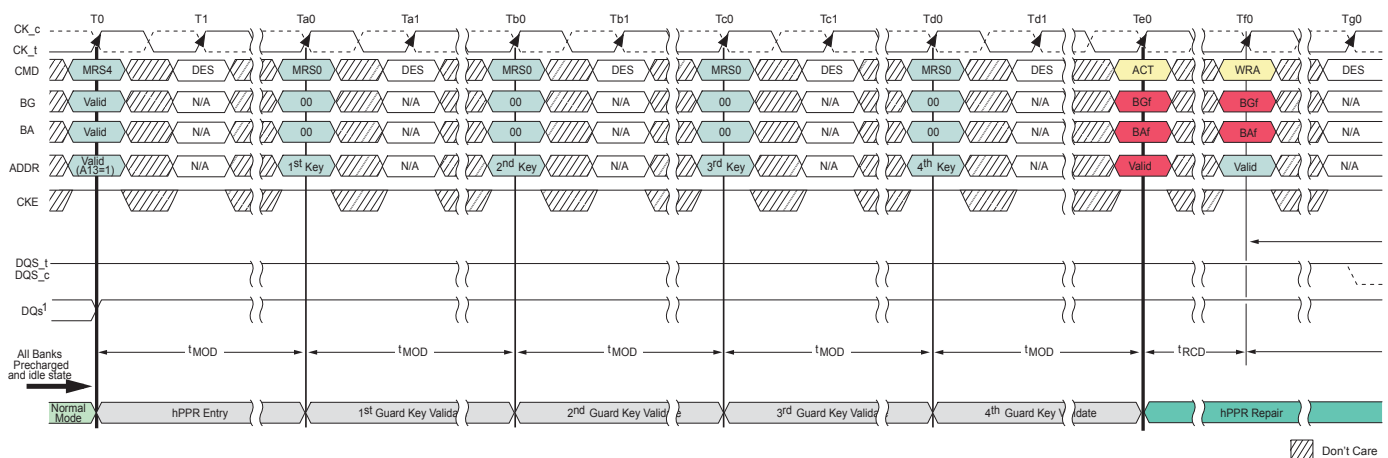 T0 T1 Ta0 Ta1 Tb0 Tb1 Tc0 Tc1 Td0 Td1 Te0 Tf0 Tg0
CK_c
CK_t
CMD MRS4 DES MRS0 DES MRS0 DES MRS0 DES MRS0 DES ACT WRA DES
BG Valid N/A 00 N/A 00 N/A 00 N/A 00 N/A BGf BGf N/A
BA Valid N/A 00 N/A 00 N/A 00 N/A 00 N/A BAf BAf N/A
ADDR Valid (A13=1) N/A 1st Key N/A 2nd Key N/A 3rd Key N/A 4th Key N/A Valid Valid N/A
CKE
DQS_t
DQS_c
DQs1
tMOD tMOD tMOD tMOD tMOD tRCD
All Banks
Precharged
and idle state
Normal Mode hPPR Entry 1st Guard Key Valida 2nd Guard Key Valid e 3rd Guard Key Valida 4th Guard Key V date hPPR Repair
Don't Care